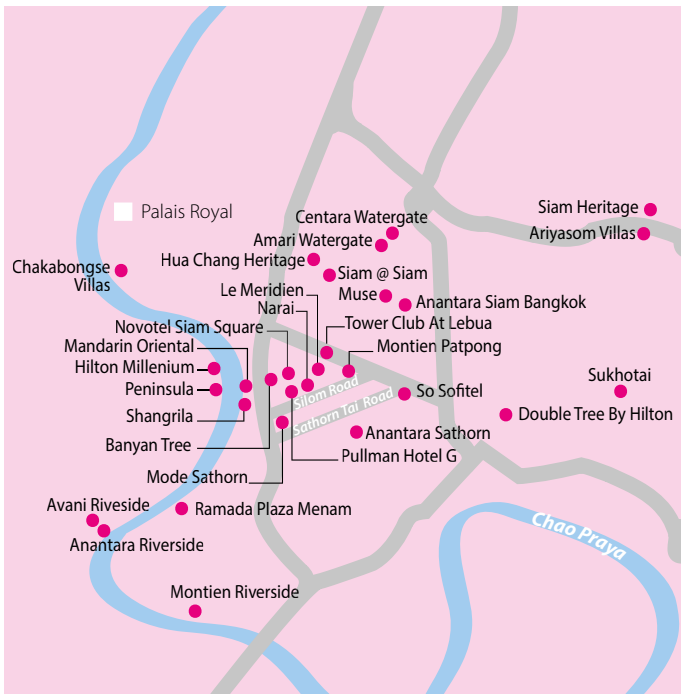 Palais Royal
Siam Heritage
Centara Watergate
Ariyasom Villas
Amari Watergate
Hua Chang Heritage
Chakabongse
Villas
Siam @ Siam
Le Meridien
Muse
Anantara Siam Bangkok
Narai
Novotel Siam Square
Tower Club At Lebua
Mandarin Oriental
Montien Patpong
Hilton Millenium
Peninsula
Silom Road
So Sofitel
Sukhotai
Shangrila
Sathorn Tai Road
Double Tree By Hilton
Banyan Tree
Anantara Sathorn
Pullman Hotel G
Mode Sathorn
Avani Riveside
Ramada Plaza Menam
Anantara Riverside
Chao Praya
Montien Riverside